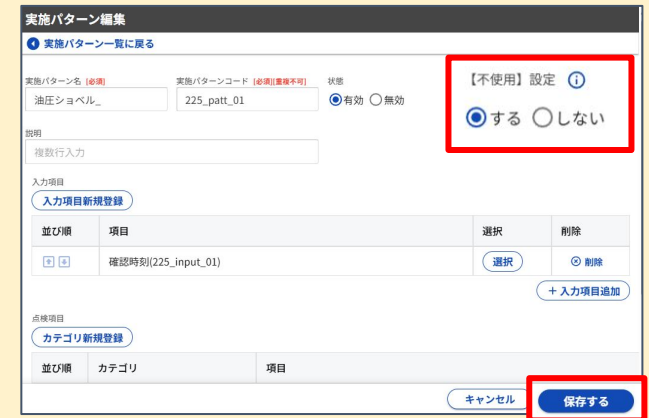 実施パターン編集
実施パターン一覧に戻る
実施パターン名 [必須]
実施パターンコード [必須][重複不可]
状態
油圧ショベル_
225_patt_01
有効 無効
【不使用】設定
する しない
説明
複数行入力
入力項目
入力項目新規登録
並び順 項目 選択 削除
確認時刻(225_input_01) 選択 削除
+ 入力項目追加
点検項目
カテゴリ新規登録
並び順 カテゴリ 項目
キャンセル 保存する